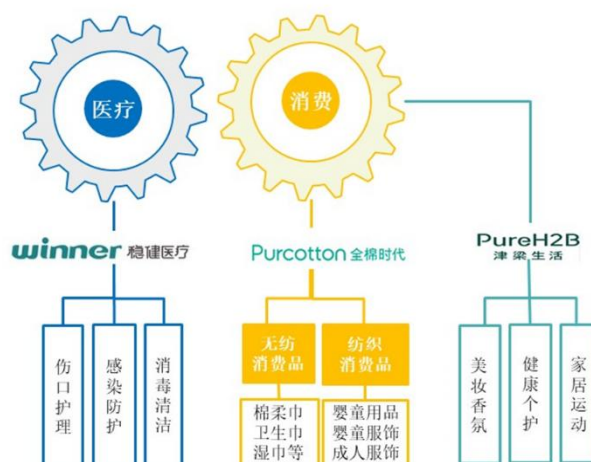 医疗
消费
winner 稳健医疗
Purcotton 全棉时代
PureH2B
津梁生活
伤口护理
感染防护
消毒清洁
无纺
消费品
纺织
消费品
棉柔巾
卫生巾
湿巾等
婴童用品
婴童服饰
成人服饰
美妆香氛
健康个护
家居运动